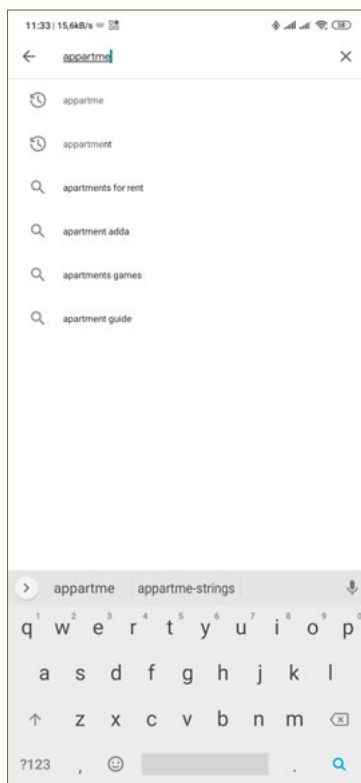 11:33 | 15,6kB/s
58
appartme
appartme
appartment
apartments for rent
apartment adda
apartments games
apartment guide
appartme appartme-strings
1 2 3 4 5 6 7 8 9 0
q w e r t y u i o p
a s d f g h j k l
z x c v b n m
?123 , .